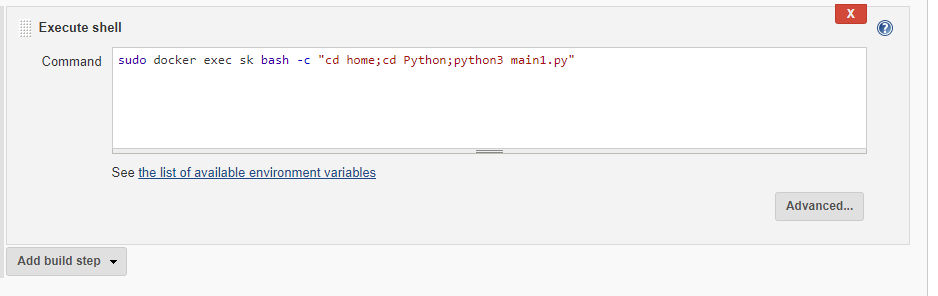 X
Execute shell
?
Command
sudo docker exec sk bash -c "cd home;cd Python;python3 main1.py"
See the list of available environment variables
Advanced...
Add build step